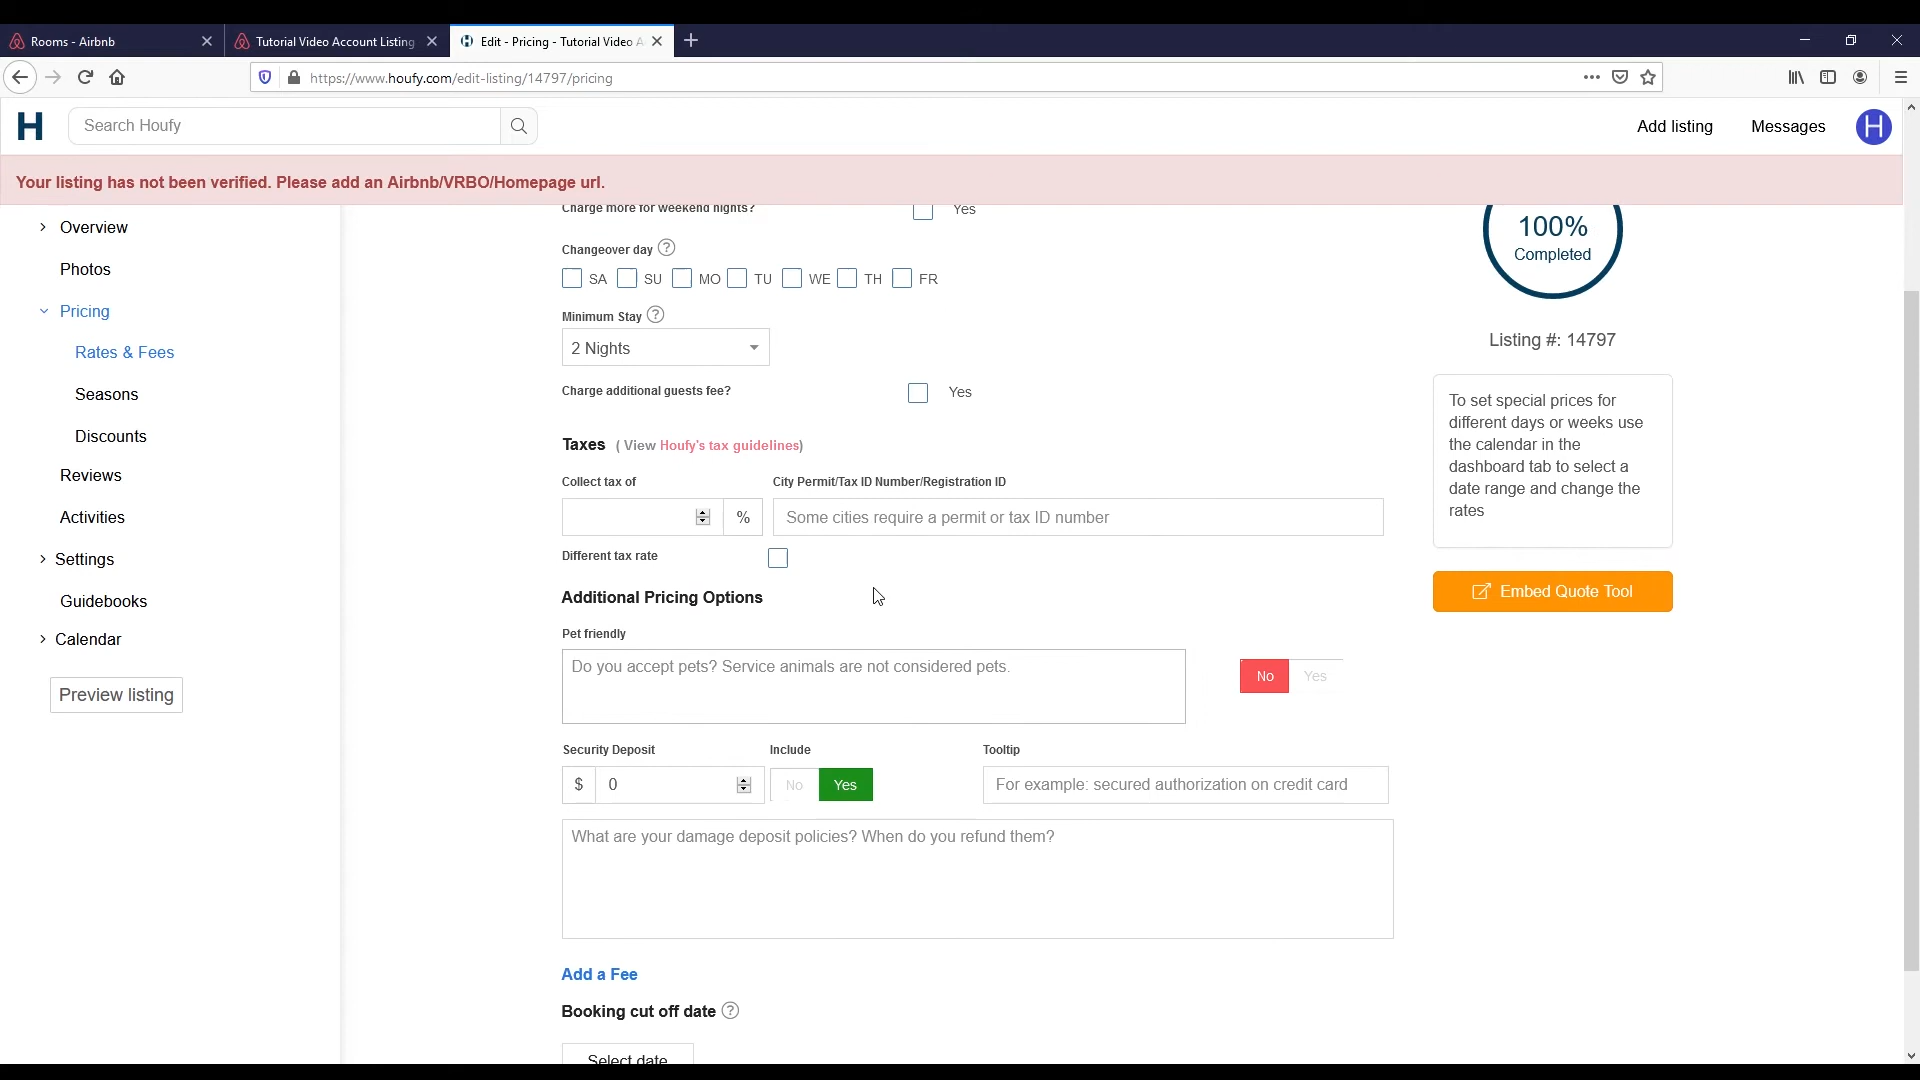 Rooms - Airbnb
Tutorial Video Account Listing
Edit - Pricing - Tutorial Video A
https://www.houfy.com/edit-listing/14797/pricing
H
Search Houfy
Add listing
Messages
H
Your listing has not been verified. Please add an Airbnb/VRBO/Homepage url.
Overview
Photos
Pricing
Rates & Fees
Seasons
Discounts
Reviews
Activities
Settings
Guidebooks
Calendar
Preview listing
Charge more for weekend nights?
Yes
Changeover day ?
SA SU MO TU WE TH FR
Minimum Stay ?
2 Nights
Charge additional guests fee?
Yes
Taxes ( View Houfy's tax guidelines)
Collect tax of
City Permit/Tax ID Number/Registration ID
%
Some cities require a permit or tax ID number
Different tax rate
Additional Pricing Options
Pet friendly
Do you accept pets? Service animals are not considered pets.
No Yes
Security Deposit
Include
Tooltip
$ 0
No Yes
For example: secured authorization on credit card
What are your damage deposit policies? When do you refund them?
Add a Fee
Booking cut off date ?
Select date
100%
Completed
Listing #: 14797
To set special prices for
different days or weeks use
the calendar in the
dashboard tab to select a
date range and change the
rates
Embed Quote Tool